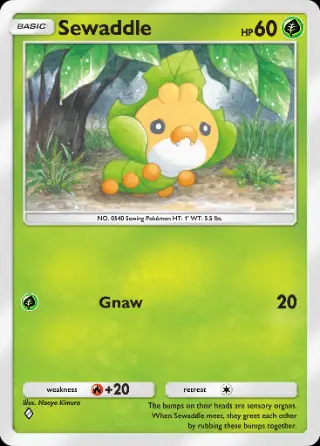 BASIC Sewaddle HP60
NO. 0540 Sewing Pokémon HT: 1' WT: 5.5 lbs.
Gnaw 20
weakness +20 retreat
Illus. Naoyo Kimura
The bumps on their heads are sensory organs.
When Sewaddle meet, they greet each other
by rubbing these bumps together.